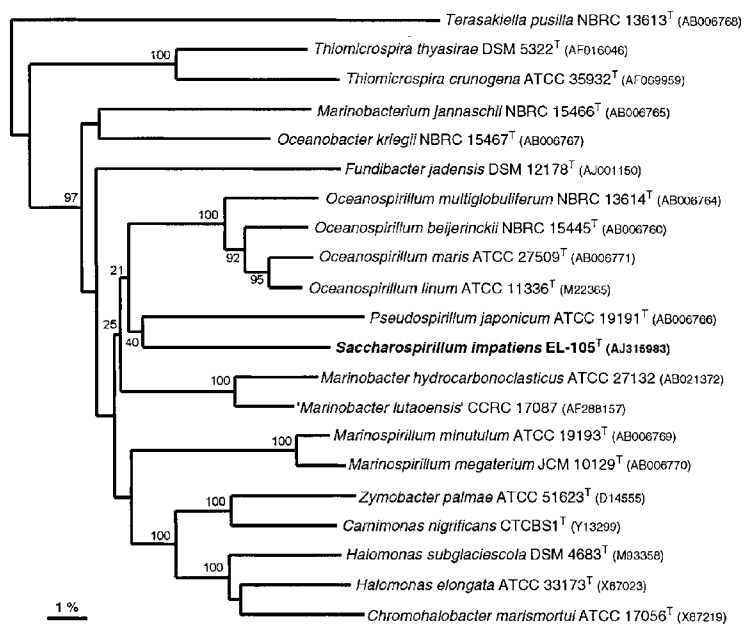 Terasakiella pusilla NBRC 13613T (AB006768)
100 Thiomicrospira thyasirae DSM 5322T (AF016046)
Thiomicrospira crunogena ATCC 35932T (AF069959)
Marinobacterium jannaschii NBRC 15466T (AB006765)
Oceanobacter kriegii NBRC 15467T (AB006767)
Fundibacter jadensis DSM 12178T (AJ001150)
97
Oceanospirillum multiglobuliferum NBRC 13614T (AB006764)
100
Oceanospirillum beijerinckii NBRC 15445T (AB006760)
92 Oceanospirillum maris ATCC 27509T (AB006771)
21 95
Oceanospirillum linum ATCC 11336T (M22365)
Pseudospirillum japonicum ATCC 19191T (AB006766)
25
40 Saccharospirillum impatiens EL-105T (AJ315983)
100 Marinobacter hydrocarbonoclasticus ATCC 27132 (AB021372)
'Marinobacter lutaoensis' CCRC 17087 (AF288157)
100 Marinospirillum minutulum ATCC 19193T (AB006769)
Marinospirillum megaterium JCM 10129T (AB006770)
100 Zymobacter palmae ATCC 51623T (D14555)
Carnimonas nigrificans CTCBS1T (Y13299)
100
100 Halomonas subglaciescola DSM 4683T (M93358)
Halomonas elongata ATCC 33173T (X67023)
Chromohalobacter marismortui ATCC 17056T (X87219)
1 %